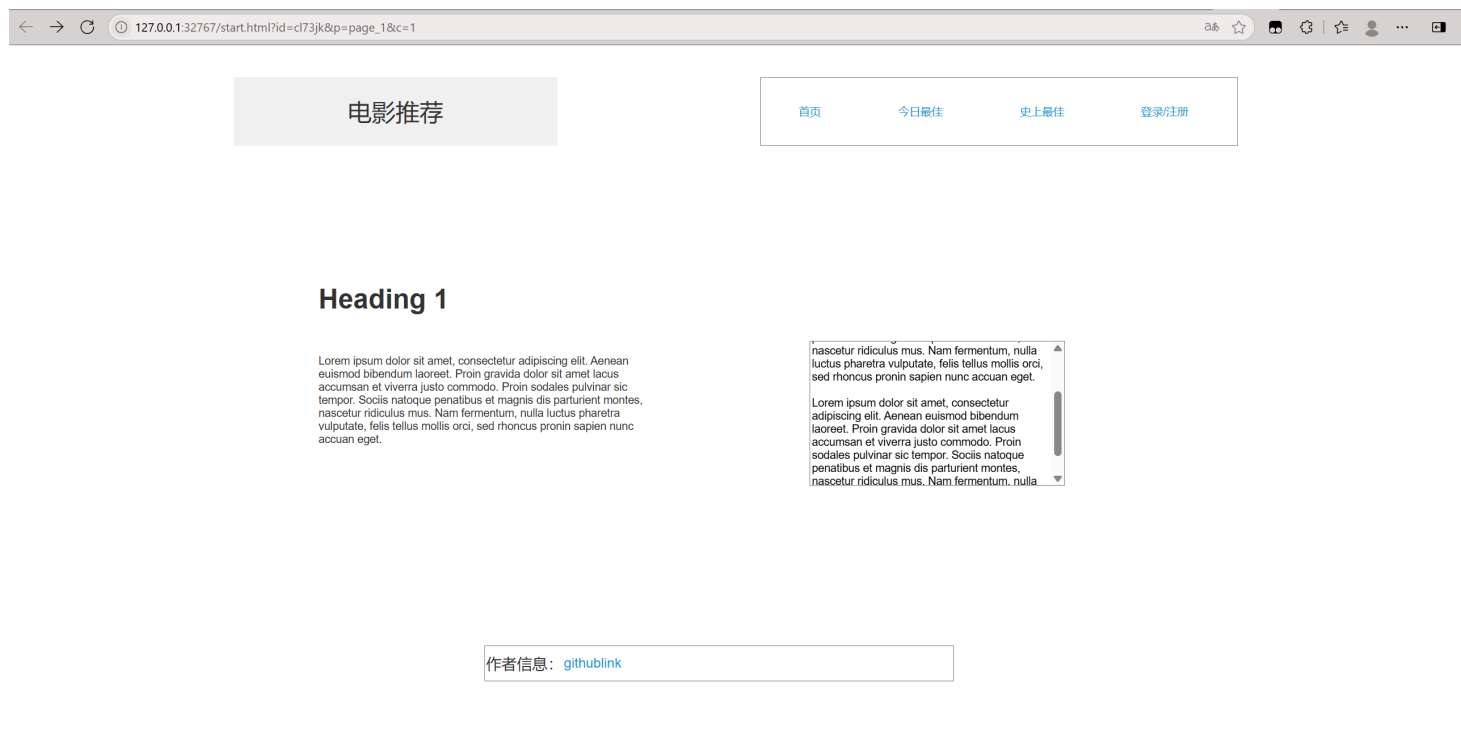 127.0.0.1:32767/start.html?id=cl73jk&p=page_1&c=1
电影推荐
首页 今日最佳 史上最佳 登录/注册
Heading 1
Lorem ipsum dolor sit amet, consectetur adipiscing elit. Aenean
euismod bibendum laoreet. Proin gravida dolor sit amet lacus
accumsan et viverra justo commodo. Proin sodales pulvinar sic
tempor. Sociis natoque penatibus et magnis dis parturient montes,
nascetur ridiculus mus. Nam fermentum, nulla luctus pharetra
vulputate, felis tellus mollis orci, sed rhoncus pronin sapien nunc
accuan eget.
nascetur ridiculus mus. Nam fermentum, nulla
luctus pharetra vulputate, felis tellus mollis orci,
sed rhoncus pronin sapien nunc accuan eget.
Lorem ipsum dolor sit amet, consectetur
adipiscing elit. Aenean euismod bibendum
laoreet. Proin gravida dolor sit amet lacus
accumsan et viverra justo commodo. Proin
sodales pulvinar sic tempor. Sociis natoque
penatibus et magnis dis parturient montes,
nascetur ridiculus mus. Nam fermentum, nulla
作者信息：githublink